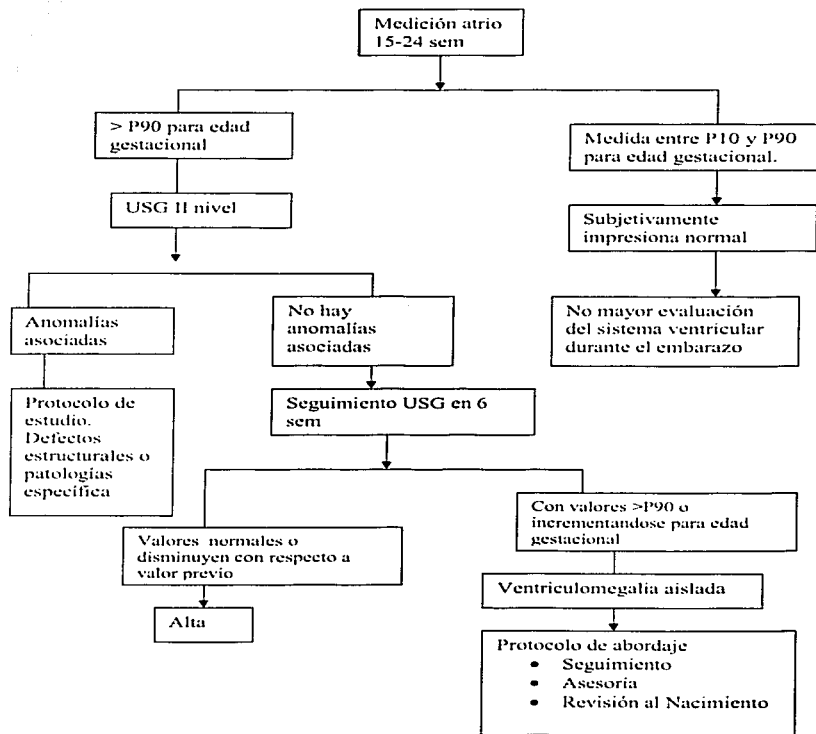 Medición atrio
15-24 sem
> P90 para edad
gestacional
Medida entre P10 y P90
para edad gestacional.
USG II nivel
Subjetivamente
impresiona normal
Anomalías
asociadas
No hay
anomalías
asociadas
No mayor evaluación
del sistema ventricular
durante el embarazo
Protocolo de
estudio.
Defectos
estructurales o
patologías
específica
Seguimiento USG en 6
sem
Valores normales o
disminuyen con respecto a
valor previo
Con valores >P90 o
incrementandose para edad
gestacional
Alta
Ventriculomegalia aislada
Protocolo de abordaje
• Seguimiento
• Asesoría
• Revisión al Nacimiento